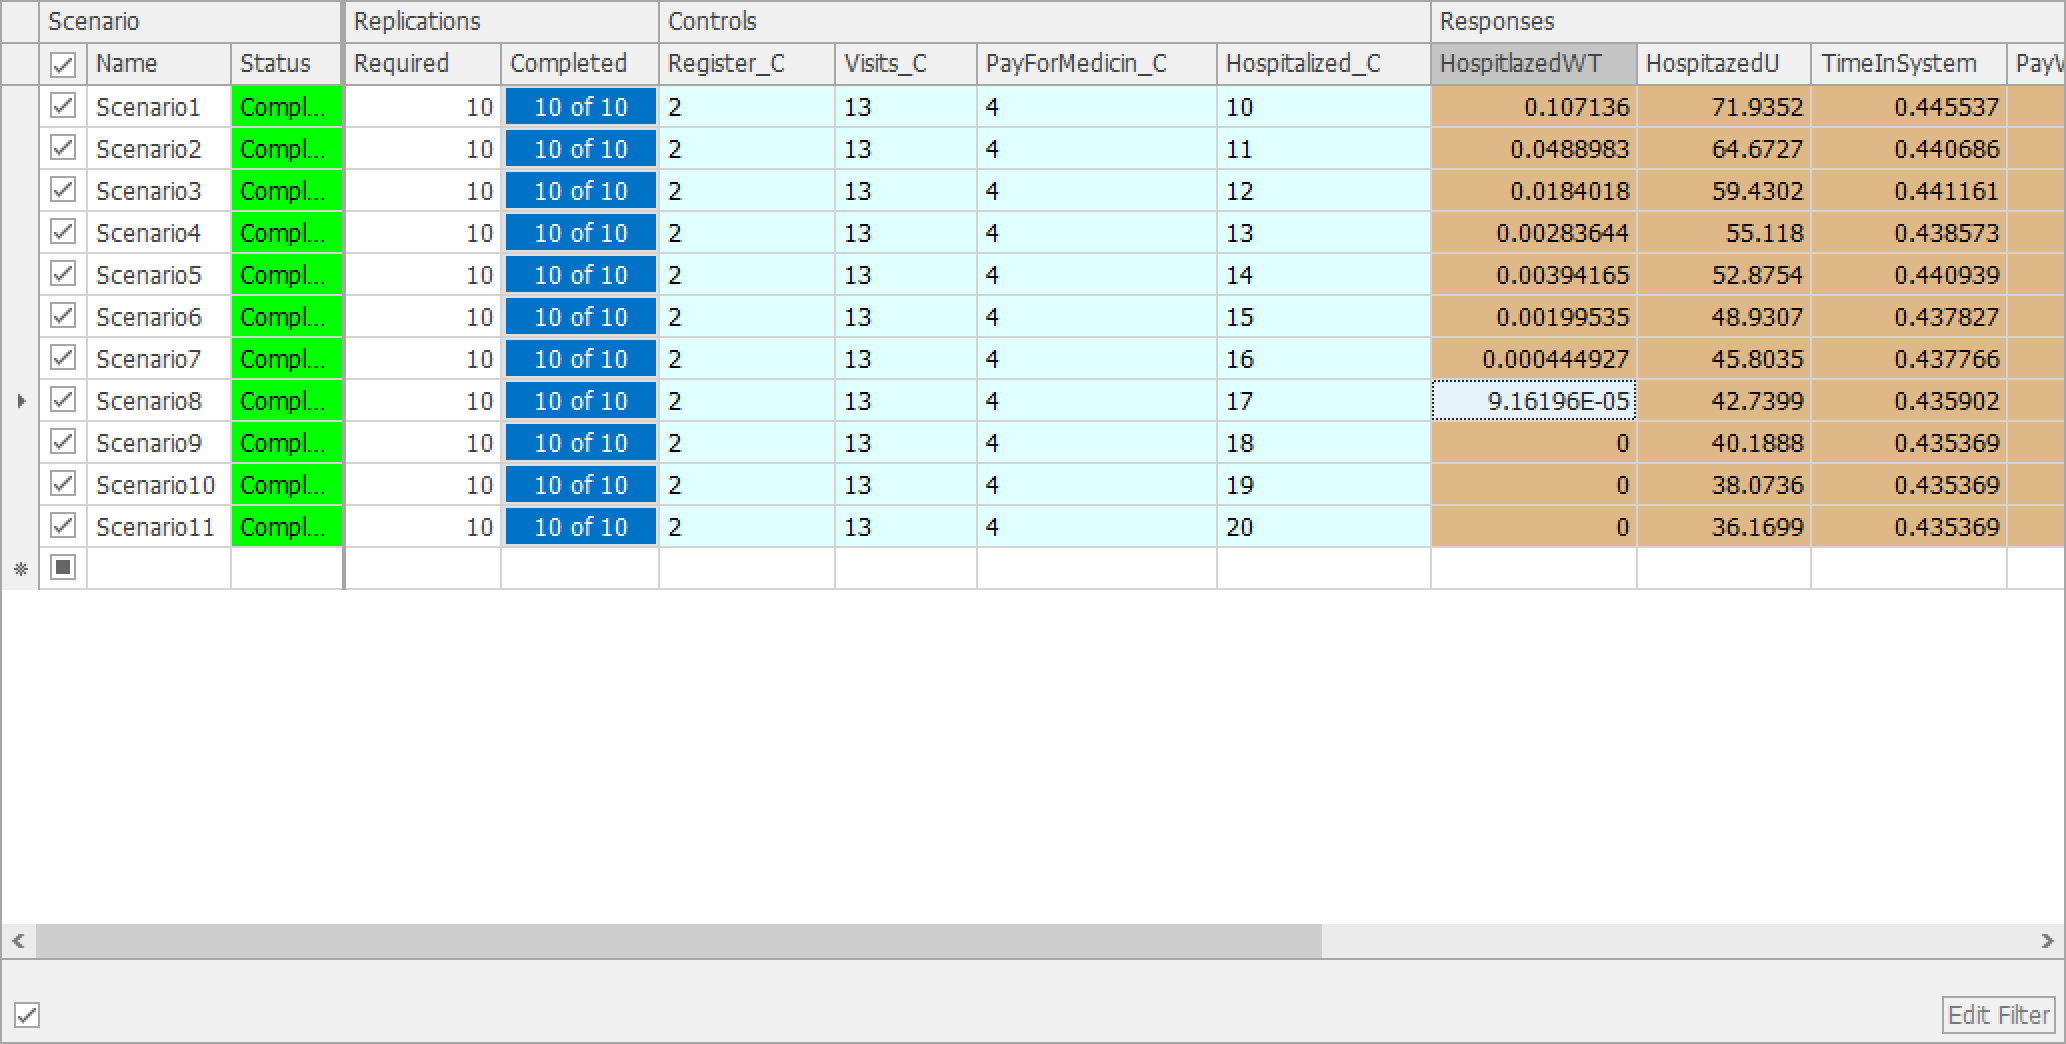 Scenario Replications Controls Responses
Name Status Required Completed Register_C Visits_C PayForMedicin_C Hospitalized_C HospitlazedWT HospitazedU TimeInSystem PayW
Scenario1 Compl... 10 10 of 10 2 13 4 10 0.107136 71.9352 0.445537
Scenario2 Compl... 10 10 of 10 2 13 4 11 0.0488983 64.6727 0.440686
Scenario3 Compl... 10 10 of 10 2 13 4 12 0.0184018 59.4302 0.441161
Scenario4 Compl... 10 10 of 10 2 13 4 13 0.00283644 55.118 0.438573
Scenario5 Compl... 10 10 of 10 2 13 4 14 0.00394165 52.8754 0.440939
Scenario6 Compl... 10 10 of 10 2 13 4 15 0.00199535 48.9307 0.437827
Scenario7 Compl... 10 10 of 10 2 13 4 16 0.000444927 45.8035 0.437766
Scenario8 Compl... 10 10 of 10 2 13 4 17 9.16196E-05 42.7399 0.435902
Scenario9 Compl... 10 10 of 10 2 13 4 18 0 40.1888 0.435369
Scenario10 Compl... 10 10 of 10 2 13 4 19 0 38.0736 0.435369
Scenario11 Compl... 10 10 of 10 2 13 4 20 0 36.1699 0.435369
Edit Filter